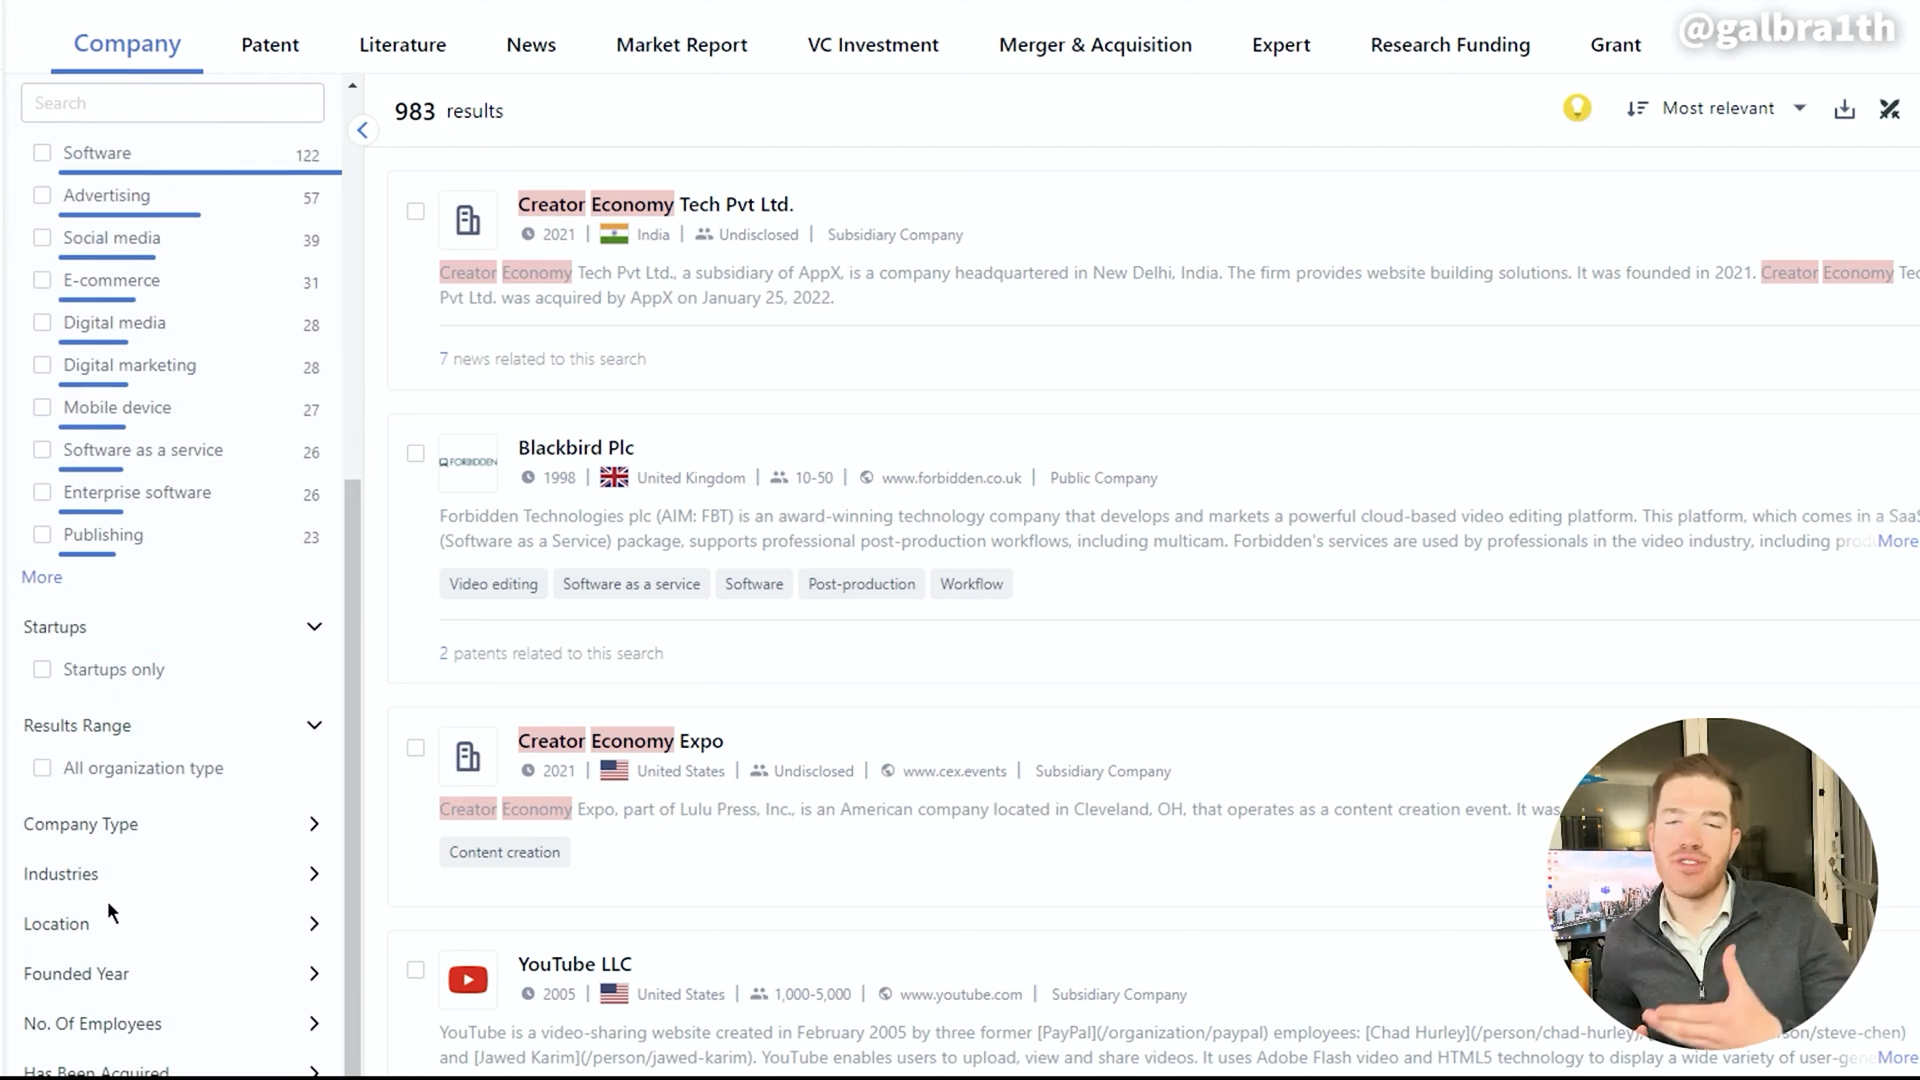 @galbra1th
Company
Patent
Literature
News
Market Report
VC Investment
Merger & Acquisition
Expert
Research Funding
Grant
Search
Software 122
Advertising 57
Social media 39
E-commerce 31
Digital media 28
Digital marketing 28
Mobile device 27
Software as a service 26
Enterprise software 26
Publishing 23
More
Startups
Startups only
Results Range
All organization type
Company Type
Industries
Location
Founded Year
No. Of Employees
Has Been Acquired
983 results
Most relevant
Creator Economy Tech Pvt Ltd.
2021 | India | Undisclosed | Subsidiary Company
Creator Economy Tech Pvt Ltd., a subsidiary of AppX, is a company headquartered in New Delhi, India. The firm provides website building solutions. It was founded in 2021. Creator Economy Tec
Pvt Ltd. was acquired by AppX on January 25, 2022.
7 news related to this search
FORBIDDEN
Blackbird Plc
1998 | United Kingdom | 10-50 | www.forbidden.co.uk | Public Company
Forbidden Technologies plc (AIM: FBT) is an award-winning technology company that develops and markets a powerful cloud-based video editing platform. This platform, which comes in a SaaS
(Software as a Service) package, supports professional post-production workflows, including multicam. Forbidden's services are used by professionals in the video industry, including produ More
Video editing
Software as a service
Software
Post-production
Workflow
2 patents related to this search
Creator Economy Expo
2021 | United States | Undisclosed | www.cex.events | Subsidiary Company
Creator Economy Expo, part of Lulu Press, Inc., is an American company located in Cleveland, OH, that operates as a content creation event. It was
Content creation
YouTube LLC
2005 | United States | 1,000-5,000 | www.youtube.com | Subsidiary Company
YouTube is a video-sharing website created in February 2005 by three former [PayPal](/organization/paypal) employees: [Chad Hurley](/person/chad-hurley), son/steve-chen)
and [Jawed Karim](/person/jawed-karim). YouTube enables users to upload, view and share videos. It uses Adobe Flash video and HTML5 technology to display a wide variety of user-gene More